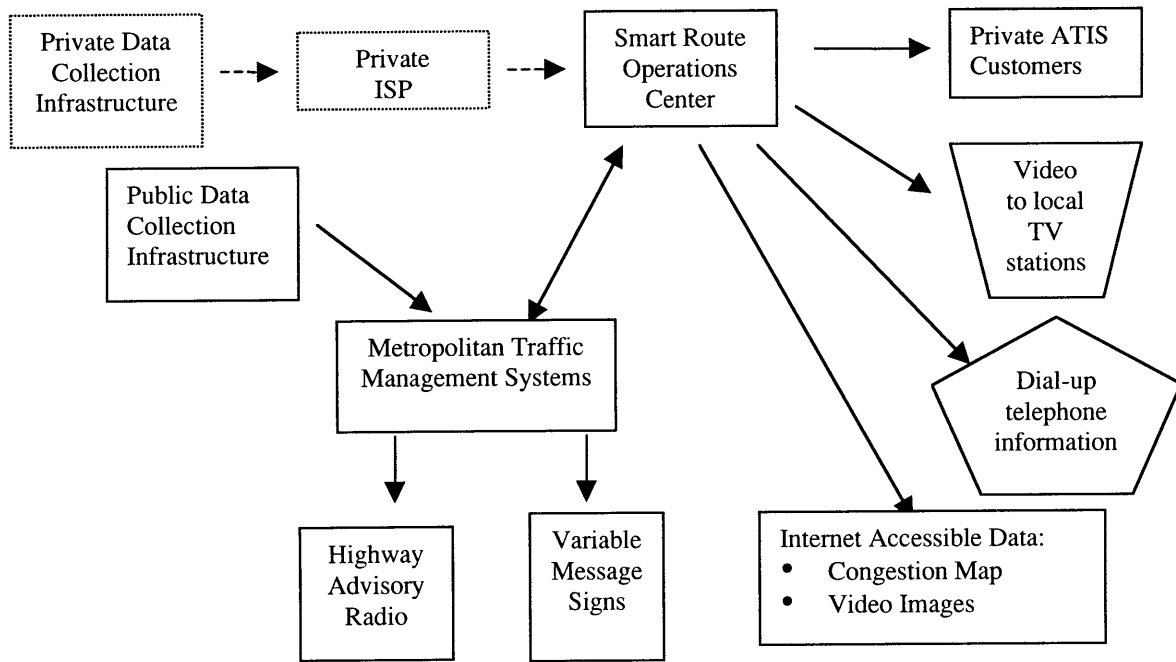 Private Data
Collection
Infrastructure
Private
ISP
Smart Route
Operations
Center
Private ATIS
Customers
Public Data
Collection
Infrastructure
Video
to local
TV
stations
Metropolitan Traffic
Management Systems
Dial-up
telephone
information
Highway
Advisory
Radio
Variable
Message
Signs
Internet Accessible Data:
• Congestion Map
• Video Images